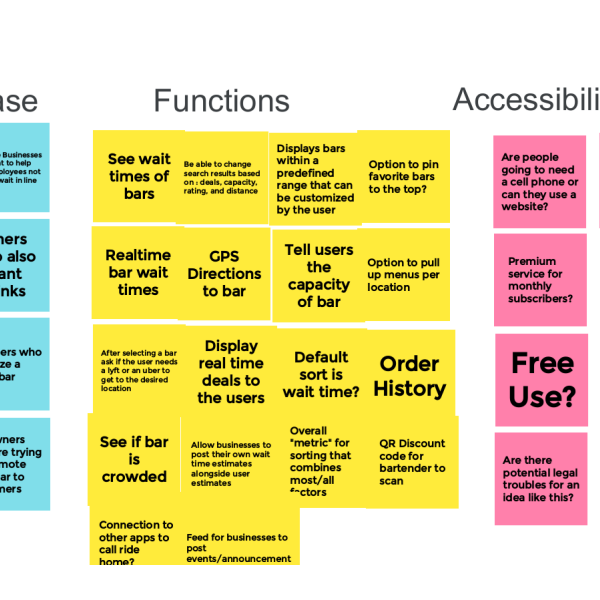 ase
Functions
Accessibili
Businesses
t to help
ployees not
wait in line
ners
also
ant
nks
ers who
ze a
bar
wners
re trying
mote
ar to
mers
See wait
times of
bars
Be able to change
search results based
on : deals, capacity,
rating, and distance
Displays bars
within a
predefined
range that can
be customized
by the user
Option to pin
favorite bars
to the top?
Realtime
bar wait
times
GPS
Directions
to bar
Tell users
the
capacity
of bar
Option to pull
up menus per
location
After selecting a bar
ask if the user needs
a lyft or an uber to
get to the desired
location
Display
real time
deals to
the users
Default
sort is
wait time?
Order
History
See if bar
is
crowded
Allow businesses to
post their own wait
time estimates
alongside user
estimates
Overall
"metric" for
sorting that
combines
most/all
factors
QR Discount
code for
bartender to
scan
Connection to
other apps to
call ride
home?
Feed for businesses to
post
events/announcement
Are people
going to need
a cell phone or
can they use a
website?
Premium
service for
monthly
subscribers?
Free
Use?
Are there
potential legal
troubles for an
idea like this?